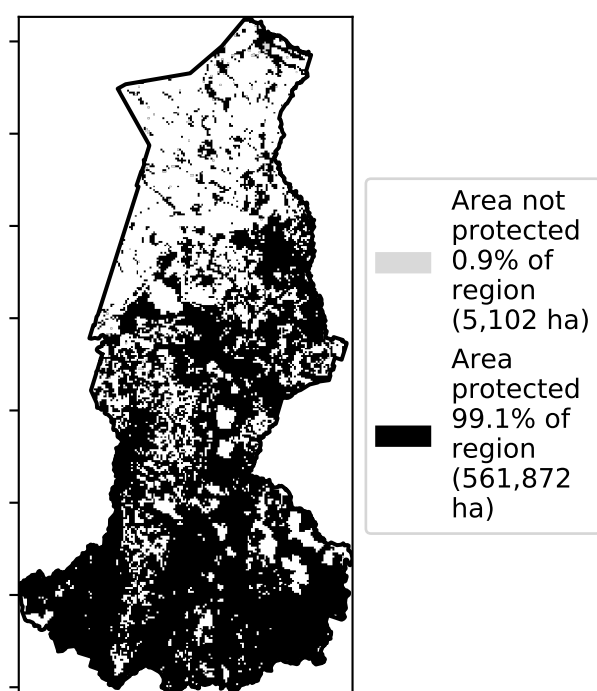 Area not
protected
0.9% of
region
(5,102 ha)
Area
protected
99.1% of
region
(561,872
ha)